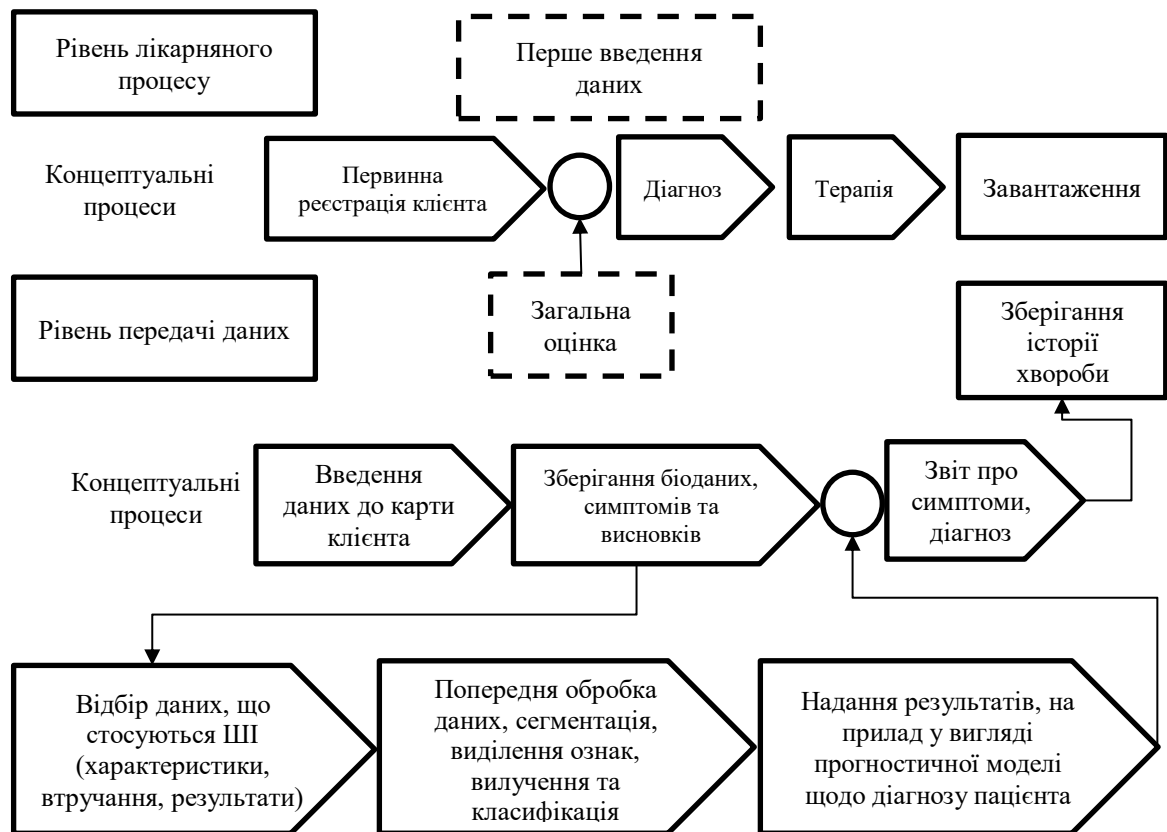 Рівень лікарняного
процесу
Перше введення
даних
Концептуальні
процеси
Первинна
реєстрація клієнта
Діагноз
Терапія
Завантаження
Рівень передачі даних
Загальна
оцінка
Зберігання
історії
хвороби
Концептуальні
процеси
Введення
даних до карти
клієнта
Зберігання біоданих,
симптомів та
висновків
Звіт про
симптоми,
діагноз
Відбір даних, що
стосуються ШІ
(характеристики,
втручання, результати)
Попередня обробка
даних, сегментація,
виділення ознак,
вилучення та
класифікація
Надання результатів, на
прилад у вигляді
прогностичної моделі
щодо діагнозу пацієнта